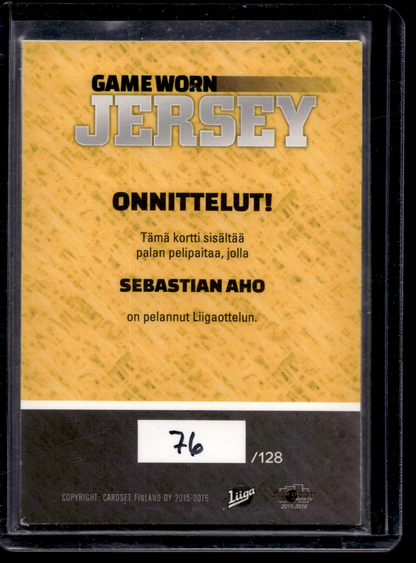 GAME WORN
JERSEY
ONNITTELUT!
Tämä kortti sisältää
palan pelipaitaa, jolla
SEBASTIAN AHO
on pelannut Liigaottelun.
76
/128
COPYRIGHT: CARDSET FINLAND OY 2015-2016
Liiga
2015-2016